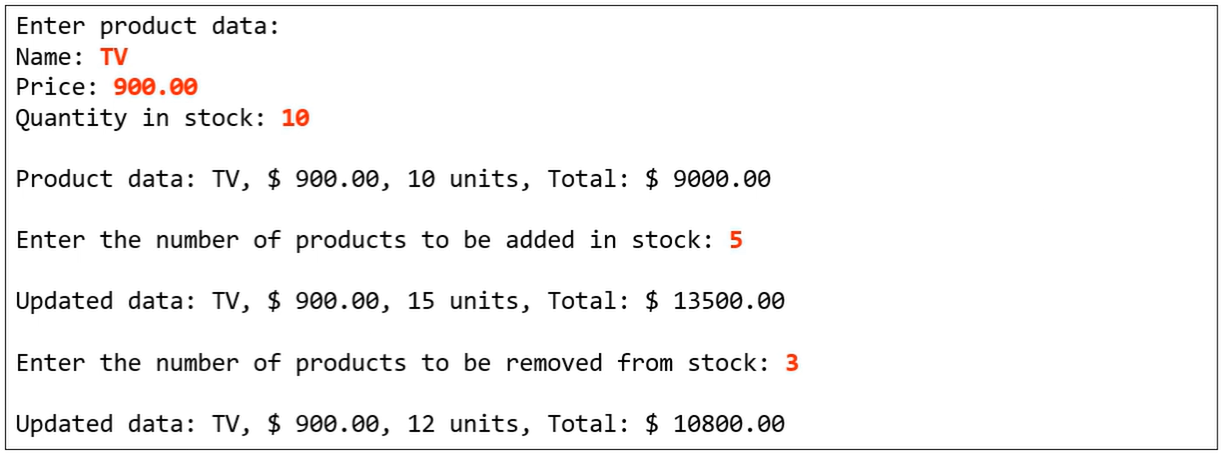 Enter product data:
Name: TV
Price: 900.00
Quantity in stock: 10
Product data: TV, $ 900.00, 10 units, Total: $ 9000.00
Enter the number of products to be added in stock: 5
Updated data: TV, $ 900.00, 15 units, Total: $ 13500.00
Enter the number of products to be removed from stock: 3
Updated data: TV, $ 900.00, 12 units, Total: $ 10800.00